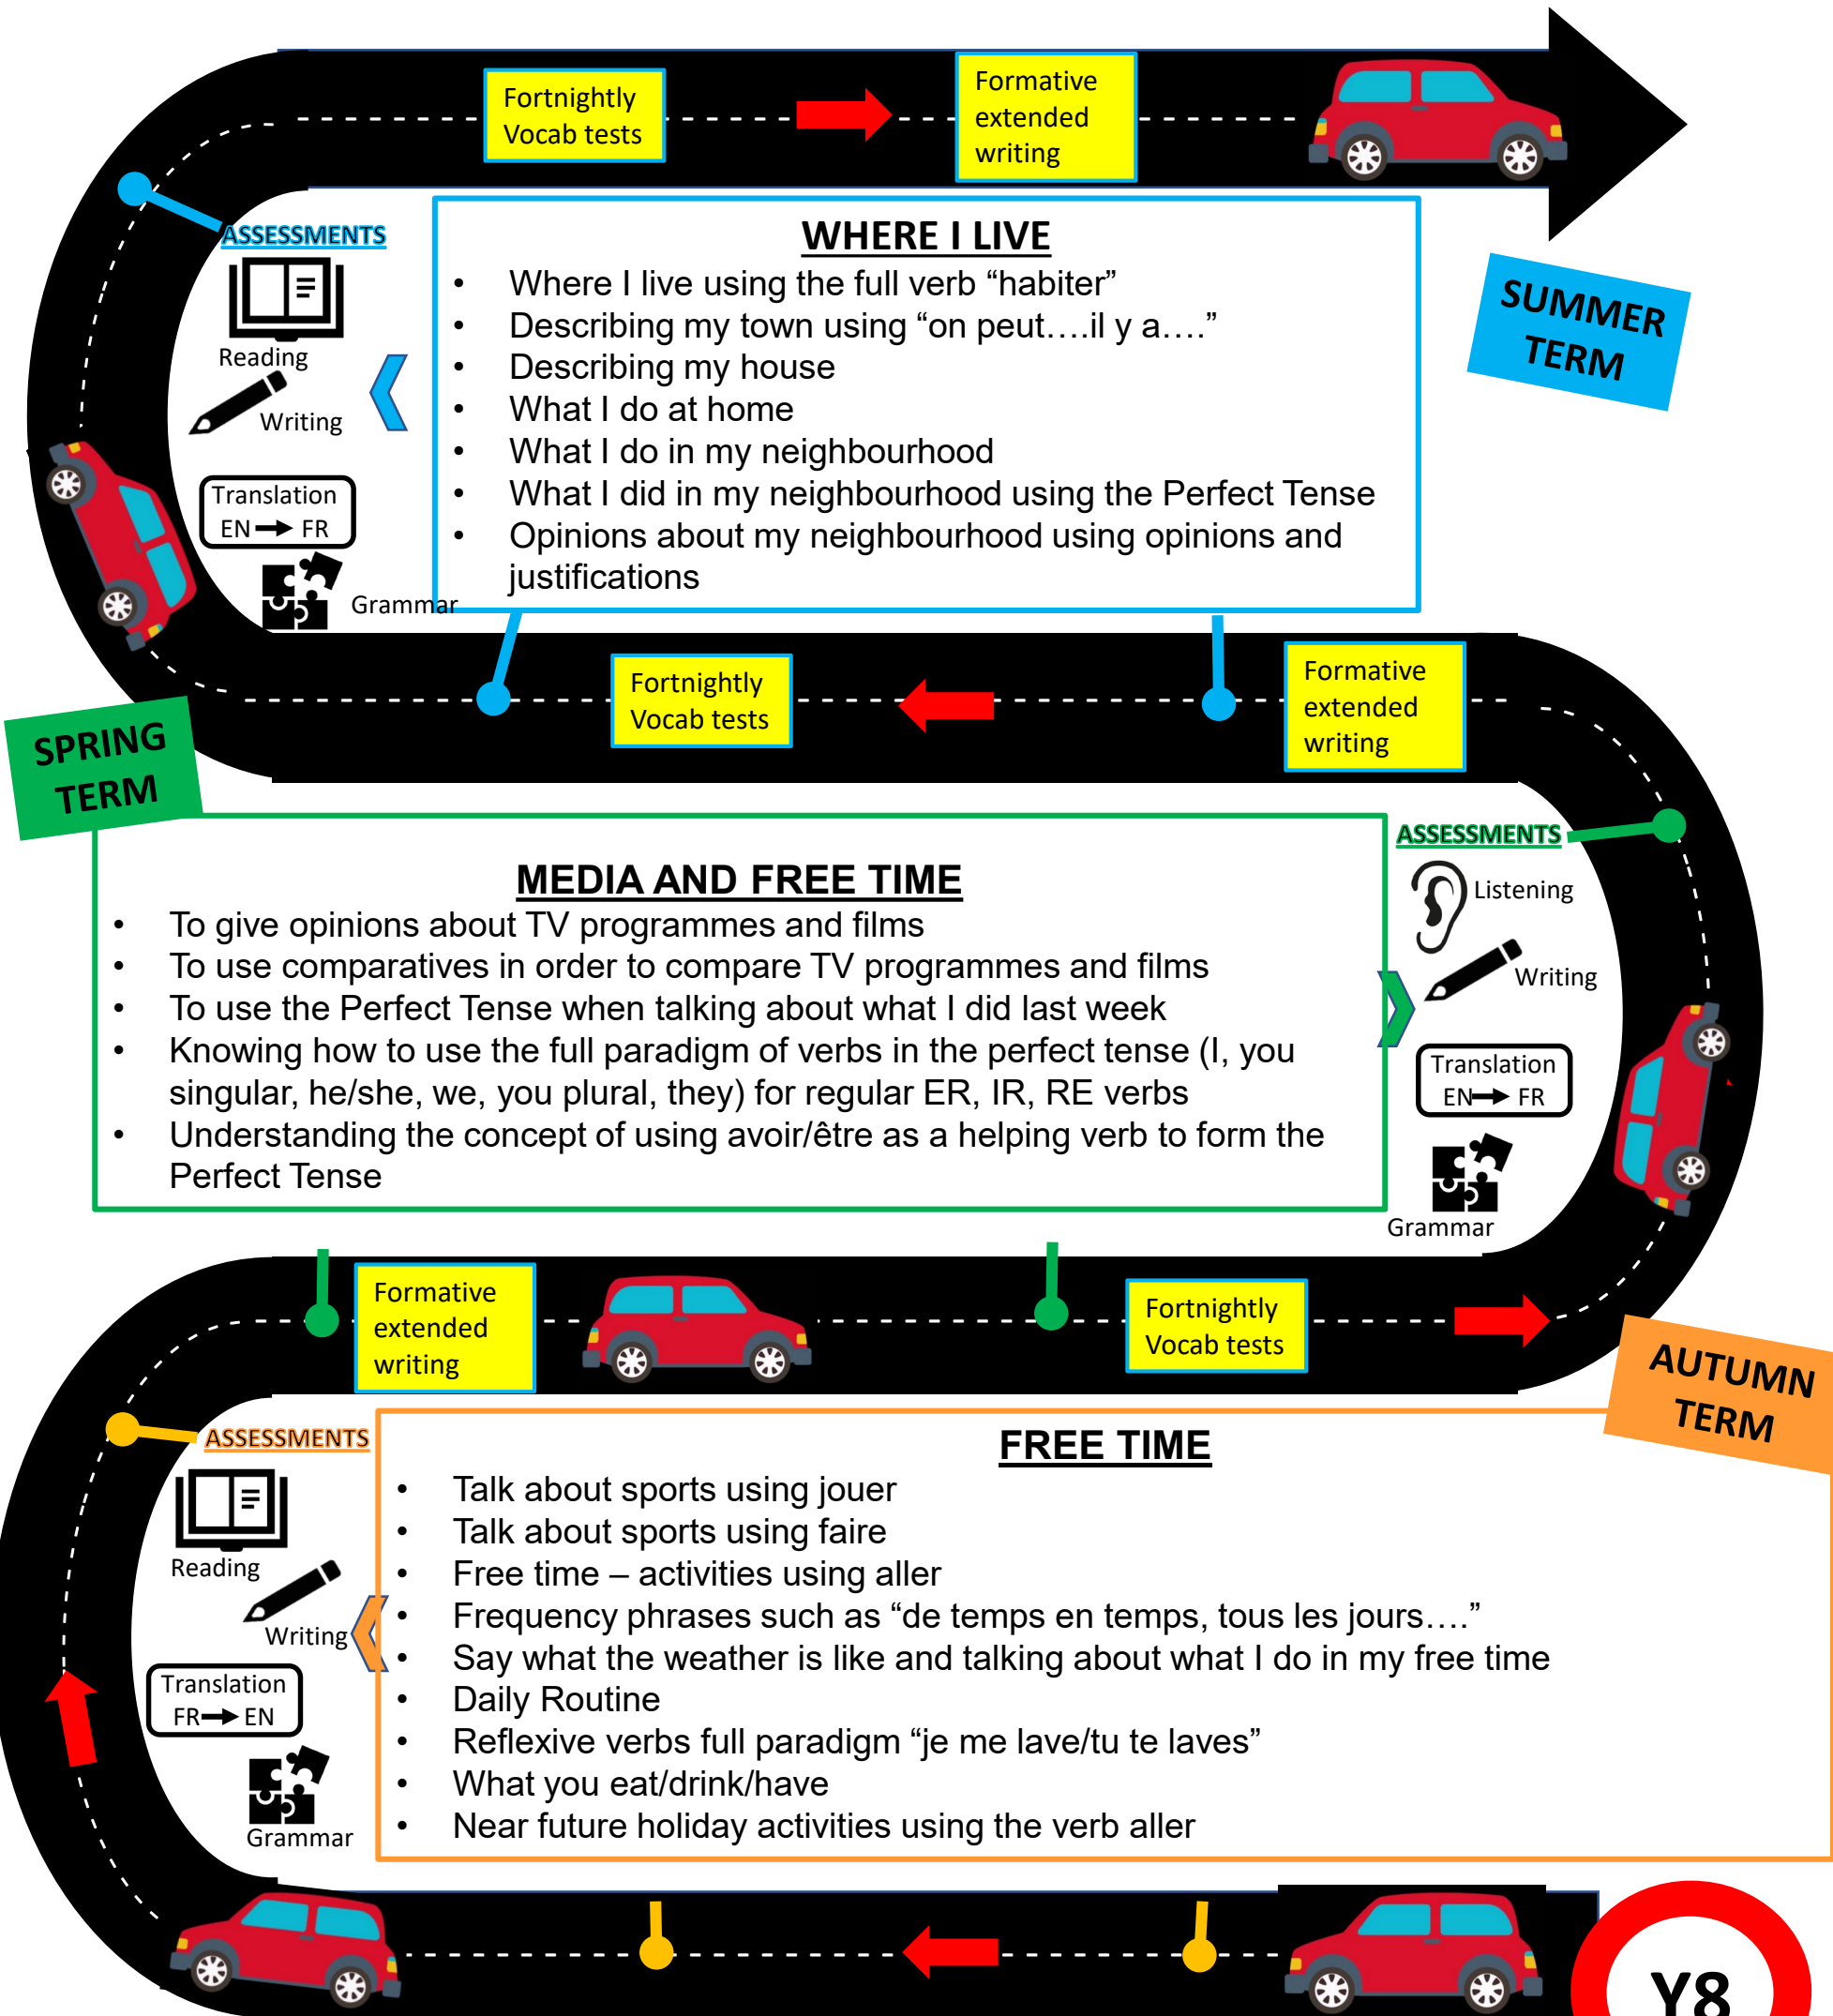 Fortnightly
Vocab tests
Formative
extended
writing
ASSESSMENTS
Reading
Writing
Translation
EN FR
Grammar
WHERE I LIVE
• Where I live using the full verb “habiter”
• Describing my town using “on peut….il y a….”
• Describing my house
• What I do at home
• What I do in my neighbourhood
• What I did in my neighbourhood using the Perfect Tense
• Opinions about my neighbourhood using opinions and
justifications
SUMMER
TERM
Fortnightly
Vocab tests
Formative
extended
writing
SPRING
TERM
MEDIA AND FREE TIME
• To give opinions about TV programmes and films
• To use comparatives in order to compare TV programmes and films
• To use the Perfect Tense when talking about what I did last week
• Knowing how to use the full paradigm of verbs in the perfect tense (I, you
singular, he/she, we, you plural, they) for regular ER, IR, RE verbs
• Understanding the concept of using avoir/être as a helping verb to form the
Perfect Tense
ASSESSMENTS
Listening
Writing
Translation
EN FR
Grammar
Formative
extended
writing
Fortnightly
Vocab tests
AUTUMN
TERM
ASSESSMENTS
Reading
Writing
Translation
FR EN
Grammar
FREE TIME
• Talk about sports using jouer
• Talk about sports using faire
• Free time – activities using aller
• Frequency phrases such as “de temps en temps, tous les jours….”
• Say what the weather is like and talking about what I do in my free time
• Daily Routine
• Reflexive verbs full paradigm “je me lave/tu te laves”
• What you eat/drink/have
• Near future holiday activities using the verb aller
Y8